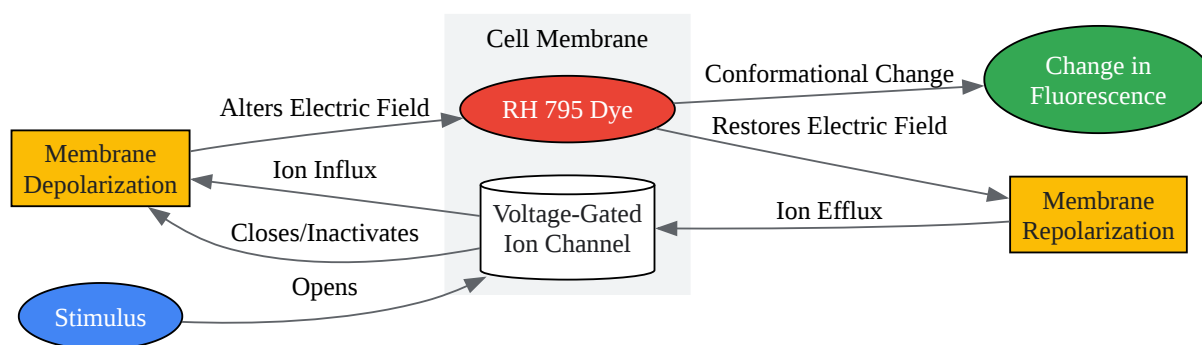 Cell Membrane
Conformational Change
Change in
Fluorescence
Alters Electric Field
RH 795 Dye
Restores Electric Field
Membrane
Depolarization
Ion Influx
Voltage-Gated
Ion Channel
Ion Efflux
Membrane
Repolarization
Closes/Inactivates
Opens
Stimulus